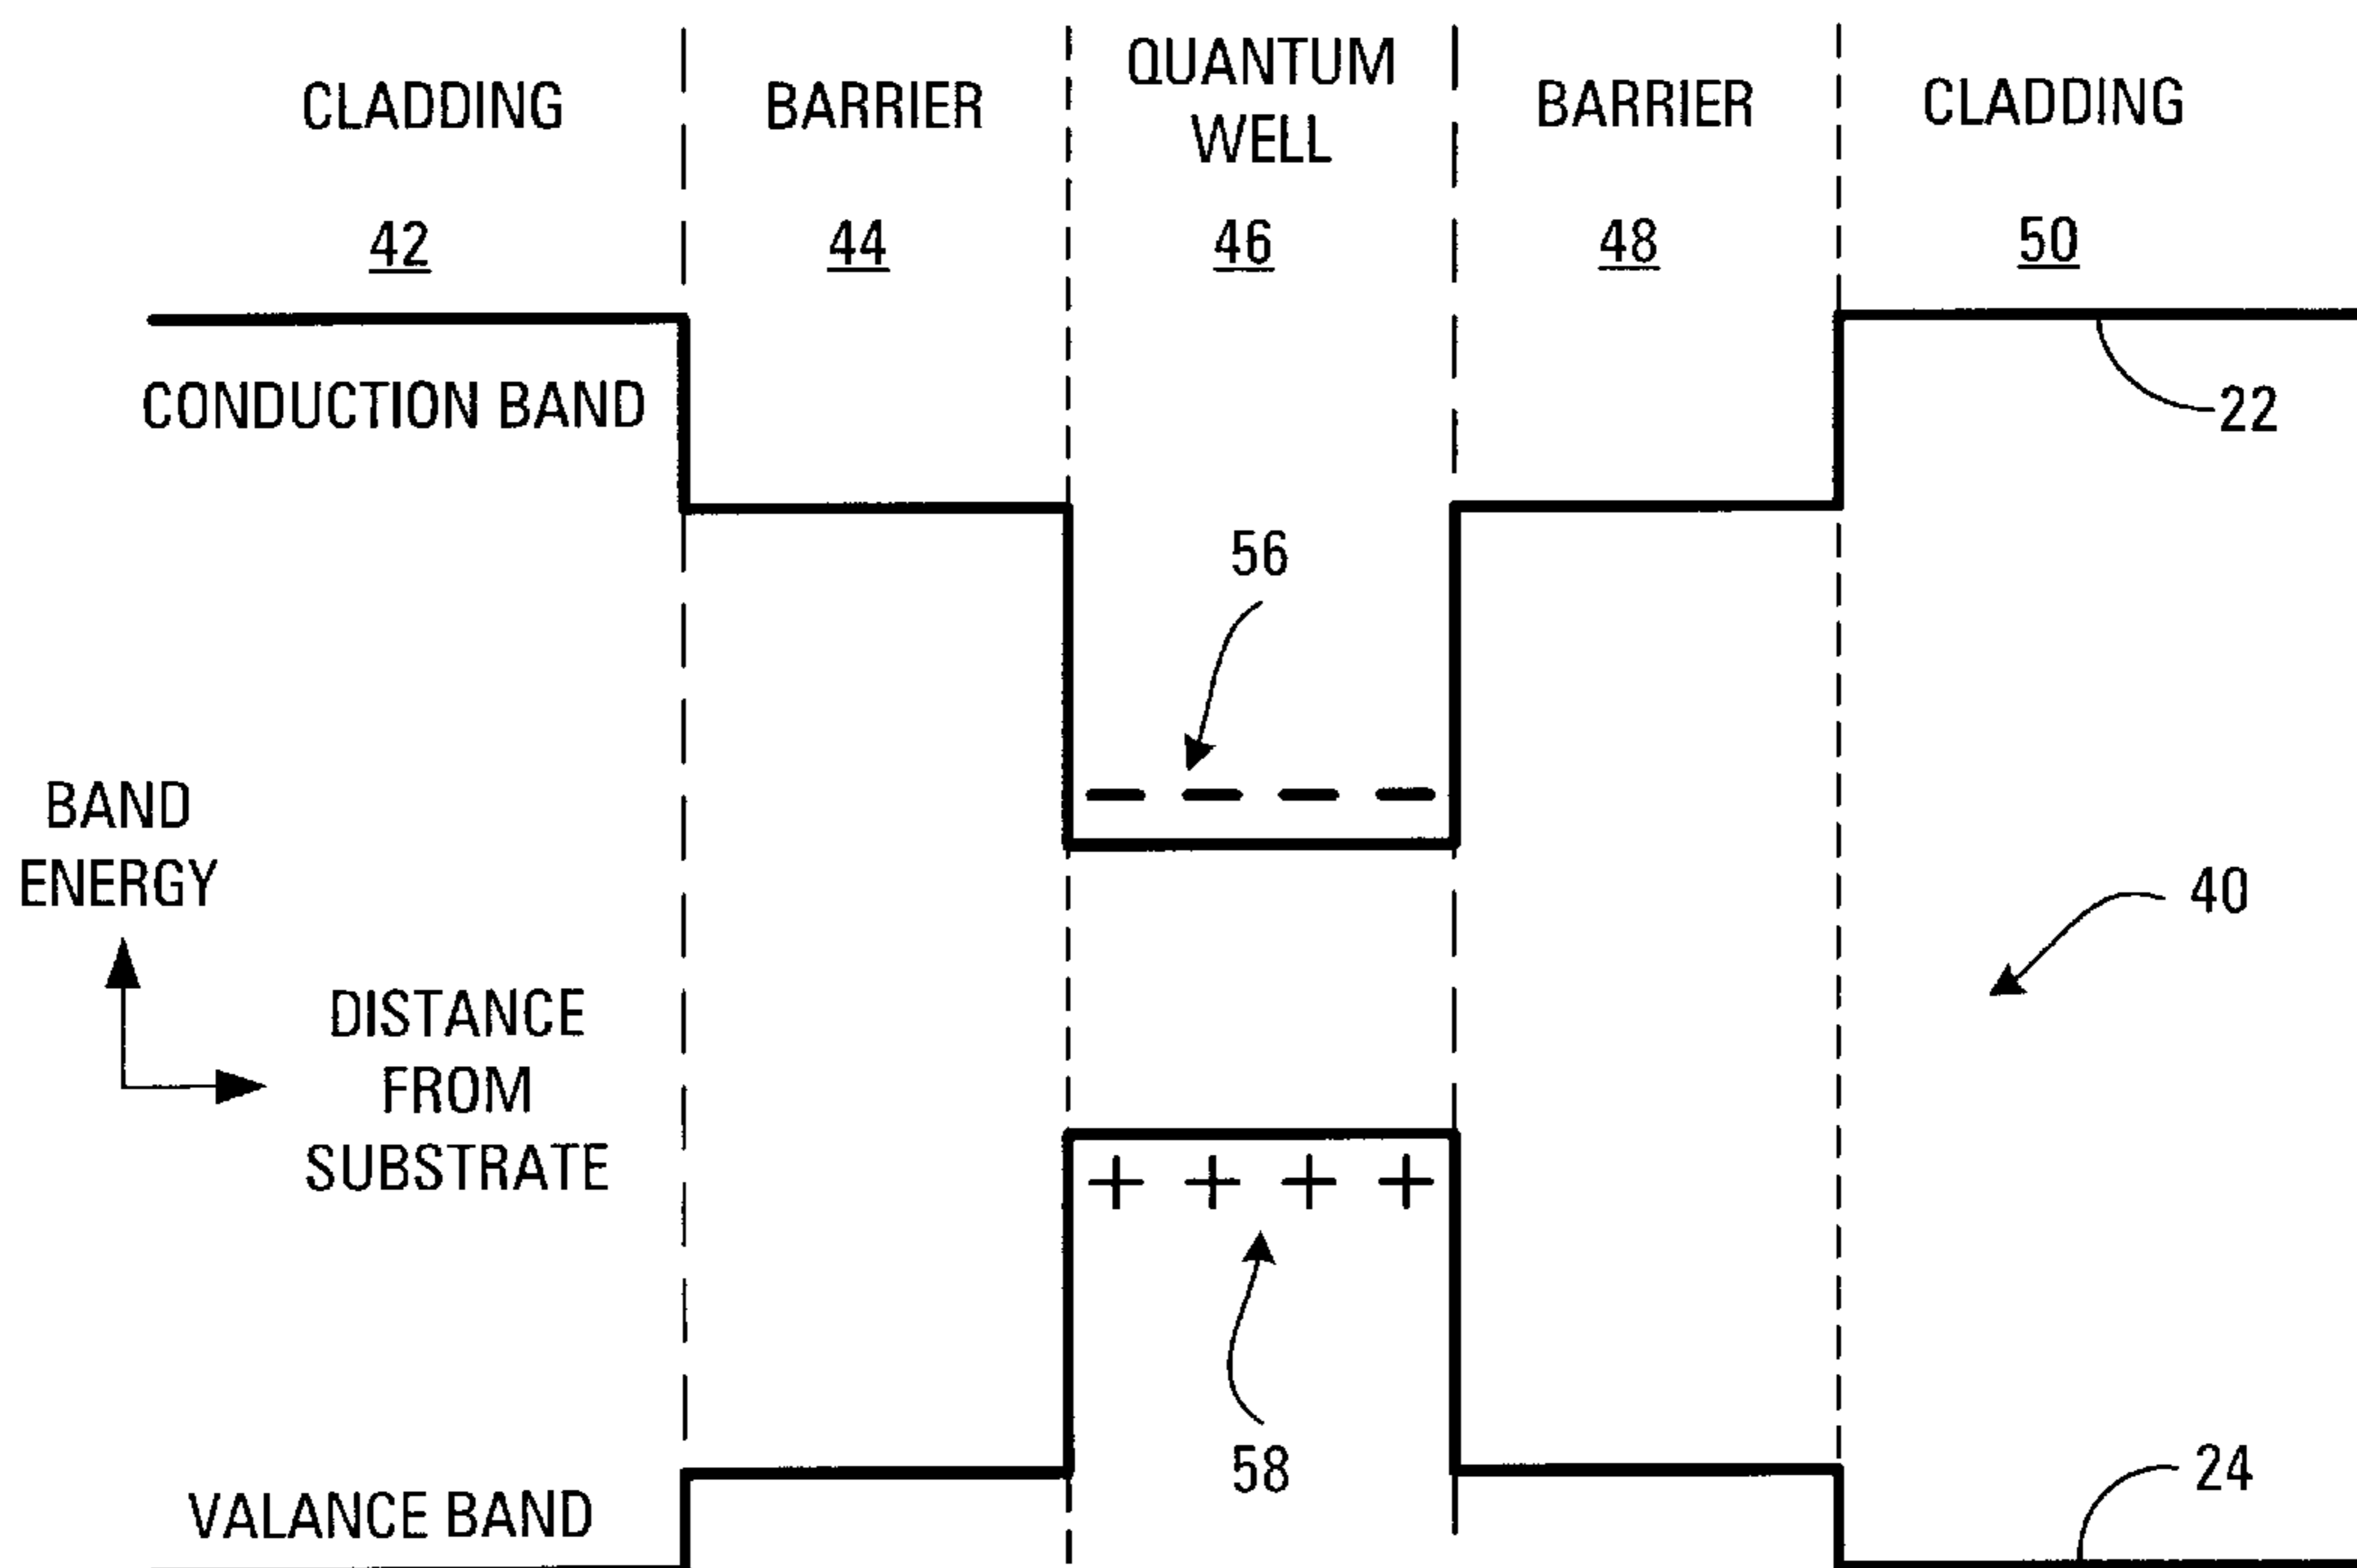 CLADDING
BARRIER
QUANTUM
WELL
BARRIER
CLADDING
42
44
46
48
50
CONDUCTION BAND
22
56
BAND
ENERGY
40
DISTANCE
FROM
SUBSTRATE
58
24
VALANCE BAND